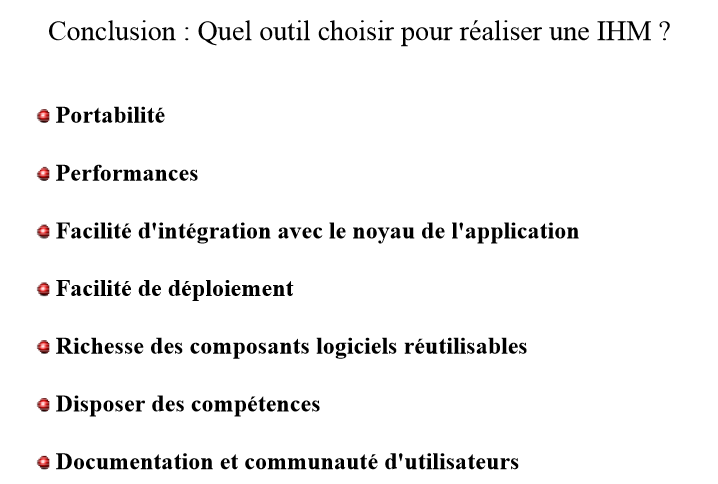 Conclusion : Quel outil choisir pour réaliser une IHM ?
Portabilité
Performances
Facilité d'intégration avec le noyau de l'application
Facilité de déploiement
Richesse des composants logiciels réutilisables
Disposer des compétences
Documentation et communauté d'utilisateurs